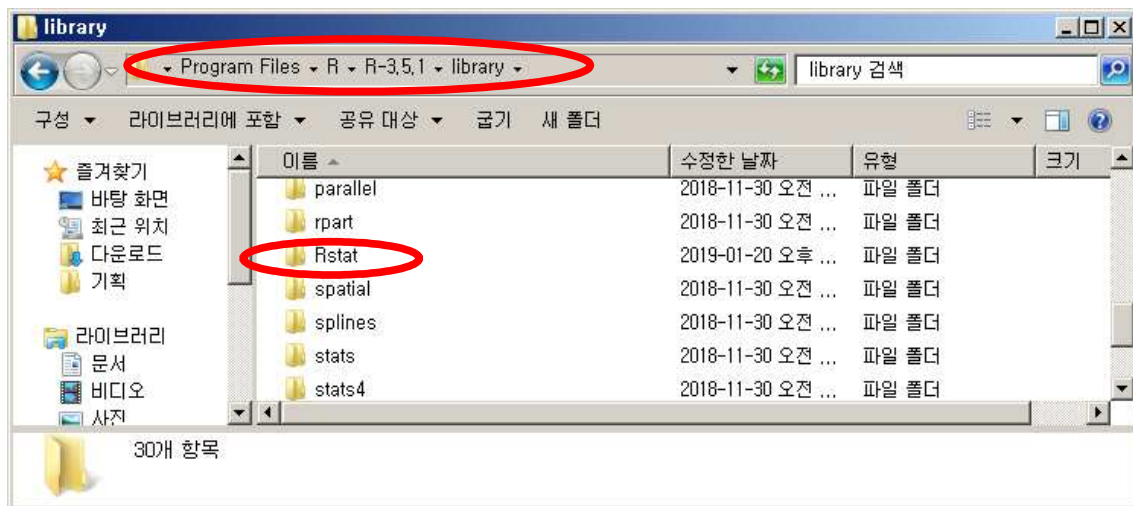 library
Program Files R R-3.5.1 library
library 검색
구성 라이브러리에 포함 공유 대상 굽기 새 폴더
즐겨찾기
바탕 화면
최근 위치
다운로드
기획
라이브러리
문서
비디오
사진
이름 수정한 날짜 유형 크기
parallel 2018-11-30 오전 ... 파일 폴더
rpart 2018-11-30 오전 ... 파일 폴더
Rstat 2019-01-20 오후 ... 파일 폴더
spatial 2018-11-30 오전 ... 파일 폴더
splines 2018-11-30 오전 ... 파일 폴더
stats 2018-11-30 오전 ... 파일 폴더
stats4 2018-11-30 오전 ... 파일 폴더
30개 항목